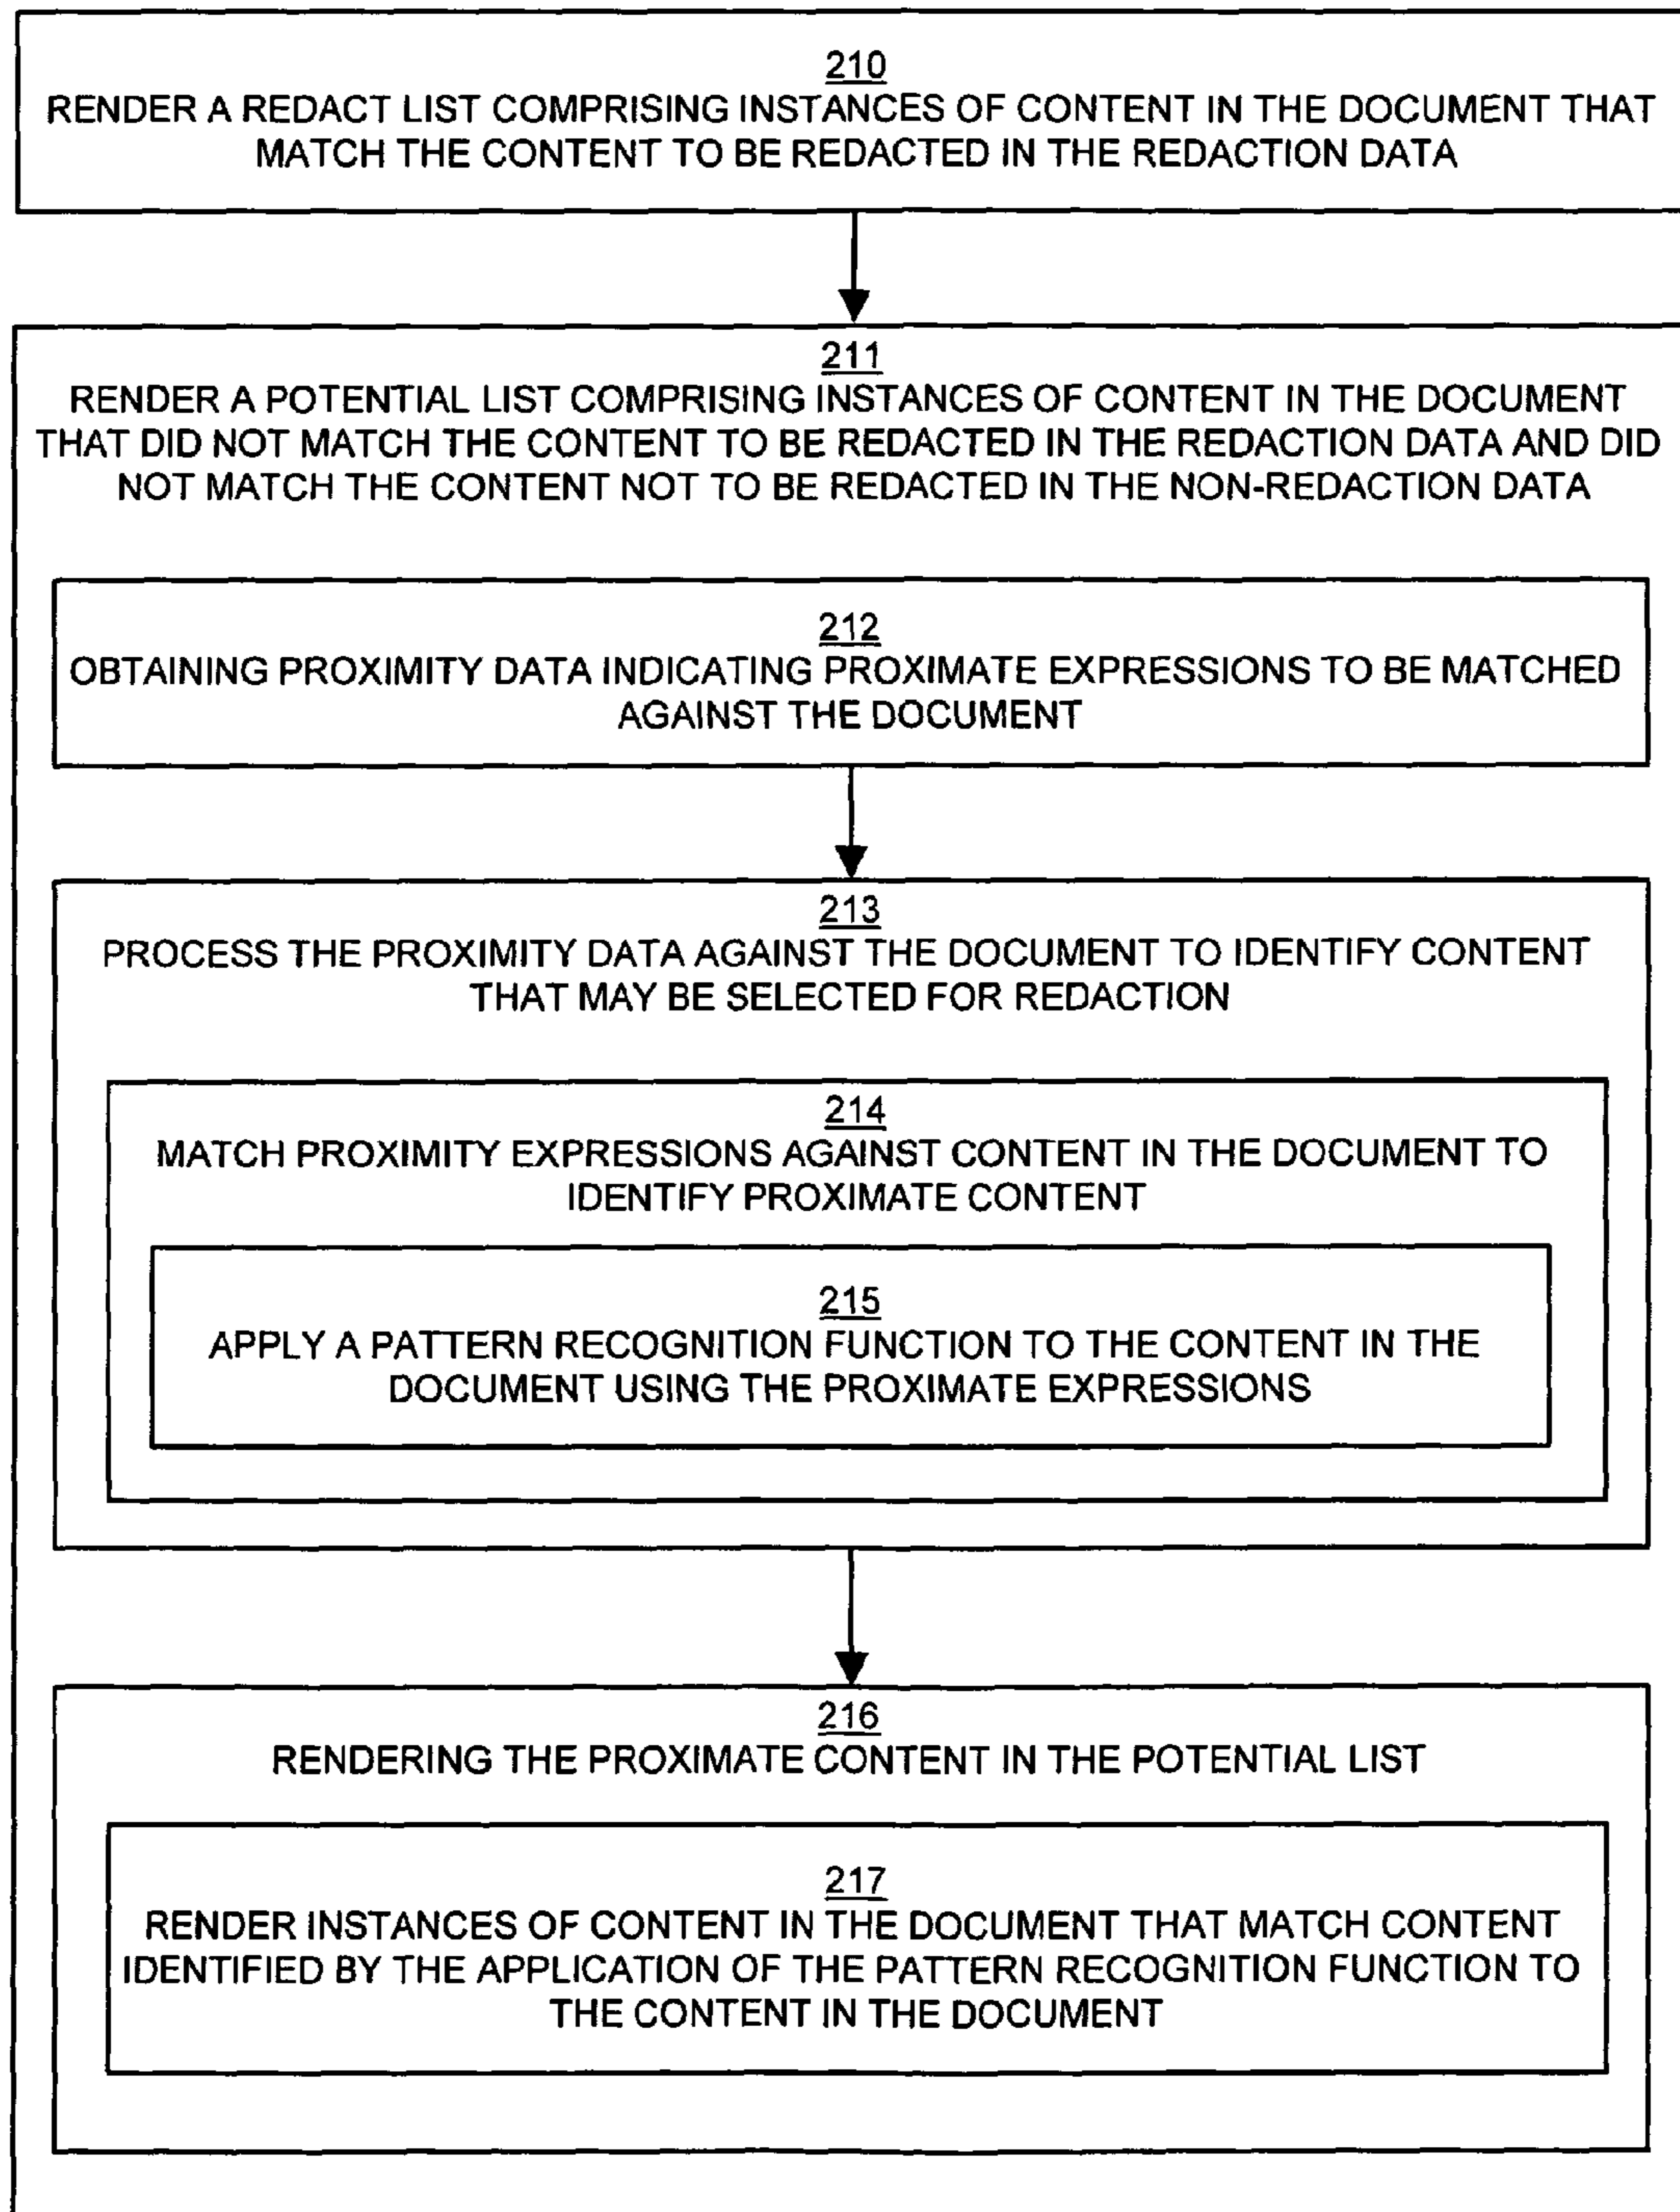 210
RENDER A REDACT LIST COMPRISING INSTANCES OF CONTENT IN THE DOCUMENT THAT
MATCH THE CONTENT TO BE REDACTED IN THE REDACTION DATA
211
RENDER A POTENTIAL LIST COMPRISING INSTANCES OF CONTENT IN THE DOCUMENT
THAT DID NOT MATCH THE CONTENT TO BE REDACTED IN THE REDACTION DATA AND DID
NOT MATCH THE CONTENT NOT TO BE REDACTED IN THE NON-REDACTION DATA
212
OBTAINING PROXIMITY DATA INDICATING PROXIMATE EXPRESSIONS TO BE MATCHED
AGAINST THE DOCUMENT
213
PROCESS THE PROXIMITY DATA AGAINST THE DOCUMENT TO IDENTIFY CONTENT
THAT MAY BE SELECTED FOR REDACTION
214
MATCH PROXIMITY EXPRESSIONS AGAINST CONTENT IN THE DOCUMENT TO
IDENTIFY PROXIMATE CONTENT
215
APPLY A PATTERN RECOGNITION FUNCTION TO THE CONTENT IN THE
DOCUMENT USING THE PROXIMATE EXPRESSIONS
216
RENDERING THE PROXIMATE CONTENT IN THE POTENTIAL LIST
217
RENDER INSTANCES OF CONTENT IN THE DOCUMENT THAT MATCH CONTENT
IDENTIFIED BY THE APPLICATION OF THE PATTERN RECOGNITION FUNCTION TO
THE CONTENT IN THE DOCUMENT